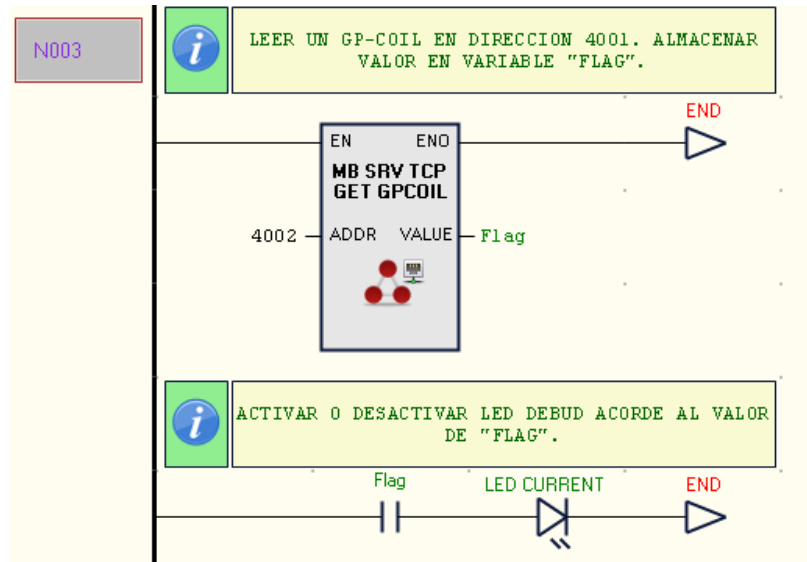 N003
LEER UN GP-COIL EN DIRECCION 4001. ALMACENAR
VALOR EN VARIABLE "FLAG".
END
EN ENO
MB SRV TCP
GET GPCOIL
4002 ADDR VALUE Flag
ACTIVAR O DESACTIVAR LED DEBUD ACORDE AL VALOR
DE "FLAG".
Flag LED CURRENT END